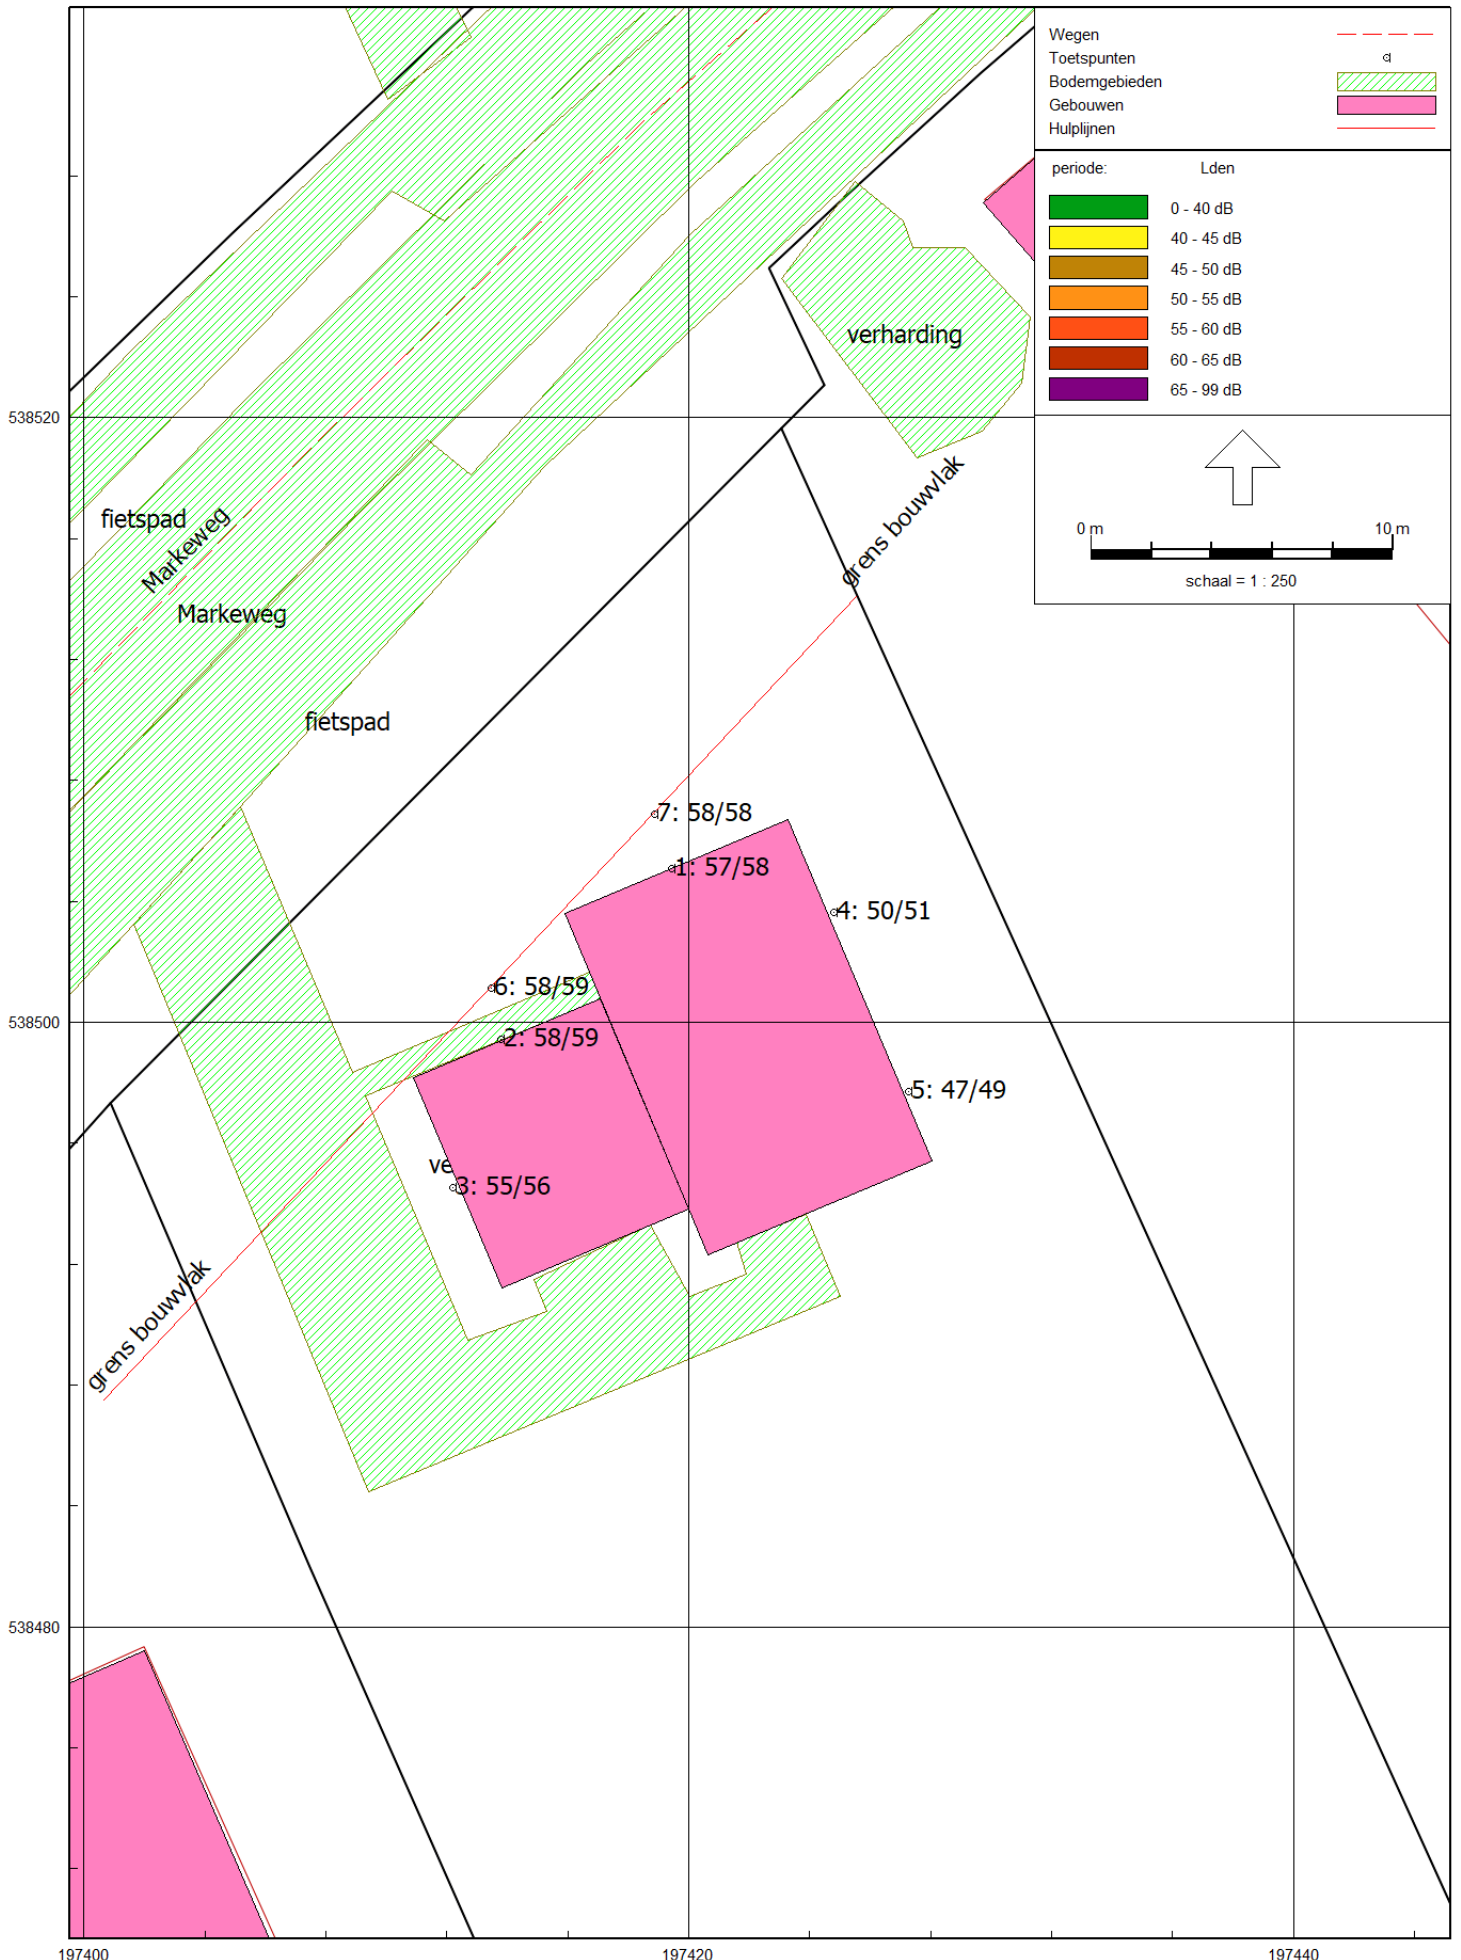 Wegen
Toetspunten
Bodemgebieden
Gebouwen
Hulplijnen
periode: Lden
0 - 40 dB
40 - 45 dB
45 - 50 dB
50 - 55 dB
55 - 60 dB
60 - 65 dB
65 - 99 dB
verharding
538520
grens bouwvlak
0 m 10 m
schaal = 1 : 250
fietspad
Markeweg
Markeweg
fietspad
7: 58/58
1: 57/58
4: 50/51
6: 58/59
538500
2: 58/59
5: 47/49
ve
3: 55/56
grens bouwvlak
538480
197400 197420 197440